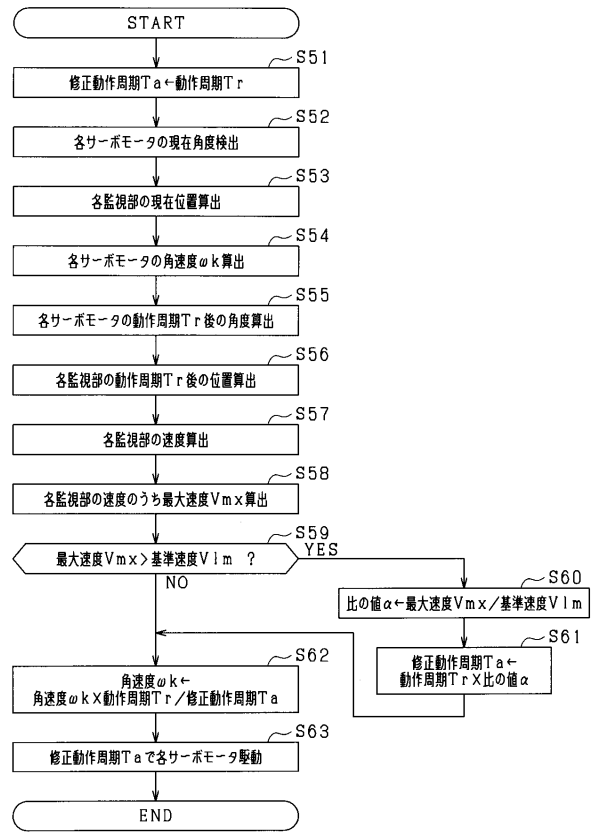 START
S51
修正動作周期Ta←動作周期Tr
S52
各サーボモータの現在角度検出
S53
各監視部の現在位置算出
S54
各サーボモータの角速度ωk算出
S55
各サーボモータの動作周期Tr後の角度算出
S56
各監視部の動作周期Tr後の位置算出
S57
各監視部の速度算出
S58
各監視部の速度のうち最大速度Vmx算出
S59
最大速度Vmx>基準速度Vlm ?
YES
NO
S60
比の値α←最大速度Vmx/基準速度Vlm
S61
修正動作周期Ta←
動作周期Tr×比の値α
S62
角速度ωk←
角速度ωk×動作周期Tr/修正動作周期Ta
S63
修正動作周期Taで各サーボモータ駆動
END